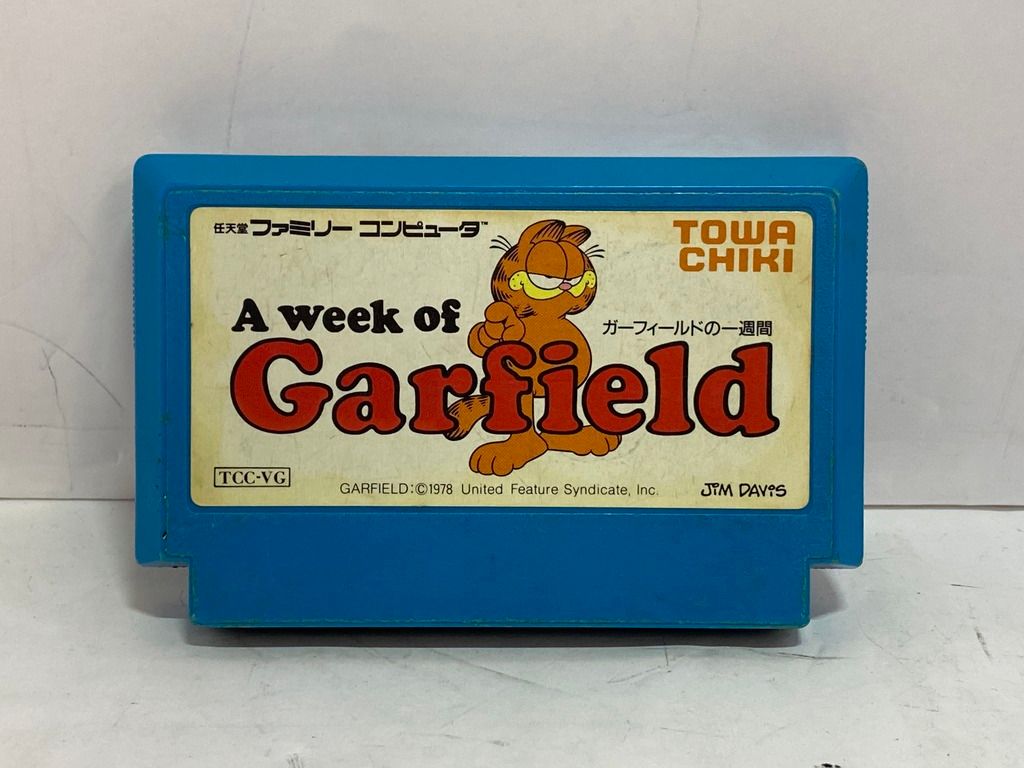 任天堂 ファミリー コンピュータ™
TOWA
CHIKI
A week of
ガーフィールドの一週間
Garfield
TCC-VG
GARFIELD:©1978 United Feature Syndicate, Inc.
JIM DAVIS